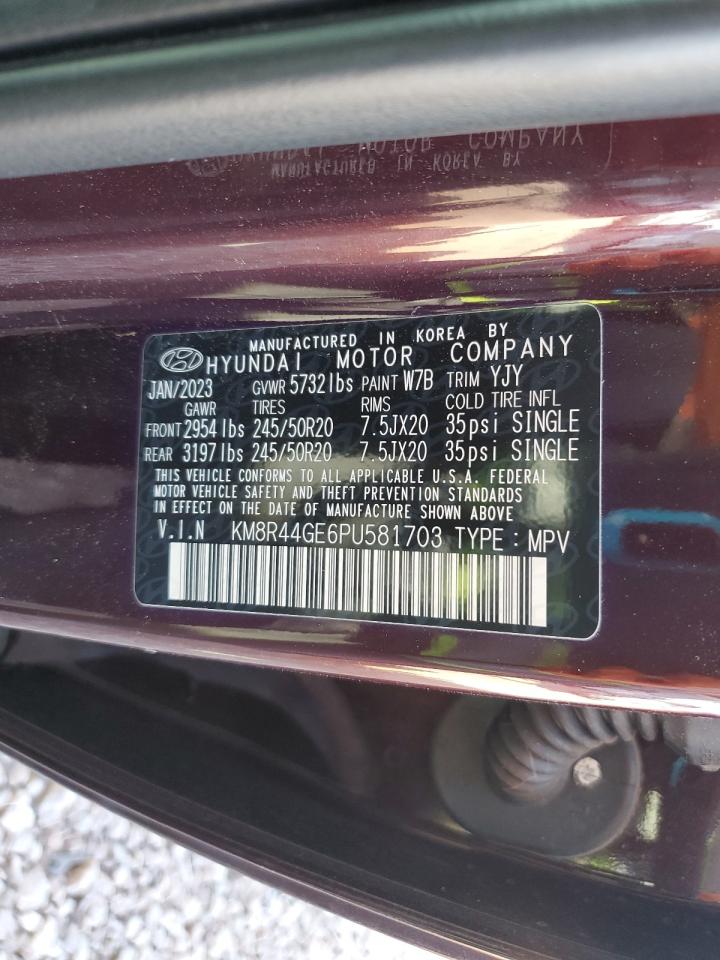 MANUFACTURED IN KOREA BY
HYUNDAI MOTOR COMPANY
JAN/2023 GVWR 5732lbs PAINT W7B TRIM YJY
GAWR TIRES RIMS COLD TIRE INFL
FRONT 2954lbs 245/50R20 7.5JX20 35psi SINGLE
REAR 3197lbs 245/50R20 7.5JX20 35psi SINGLE
THIS VEHICLE CONFORMS TO ALL APPLICABLE U.S.A. FEDERAL
MOTOR VEHICLE SAFETY AND THEFT PREVENTION STANDARDS
IN EFFECT ON THE DATE OF MANUFACTURE SHOWN ABOVE
V.I.N KM8R44GE6PU581703 TYPE : MPV